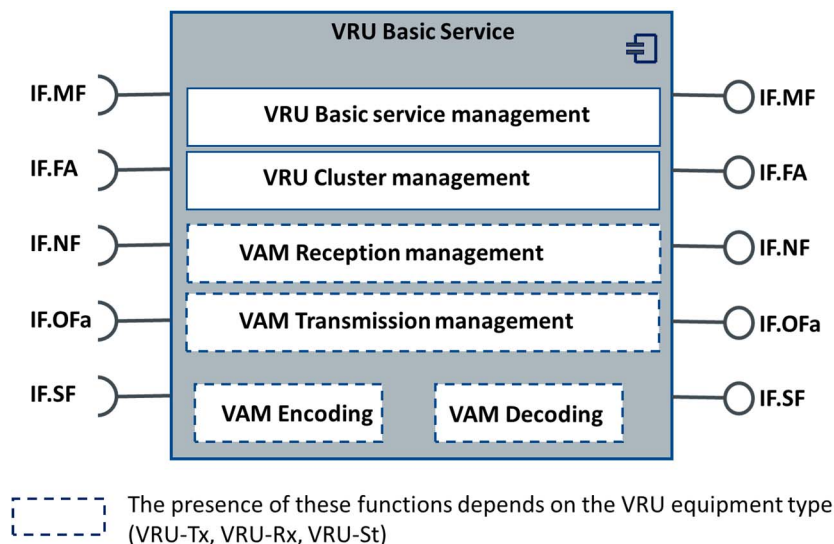 VRU Basic Service
IF.MF
VRU Basic service management
IF.MF
IF.FA
VRU Cluster management
IF.FA
IF.NF
VAM Reception management
IF.NF
IF.OFa
VAM Transmission management
IF.OFa
IF.SF
VAM Encoding
VAM Decoding
IF.SF
The presence of these functions depends on the VRU equipment type
(VRU-Tx, VRU-Rx, VRU-St)